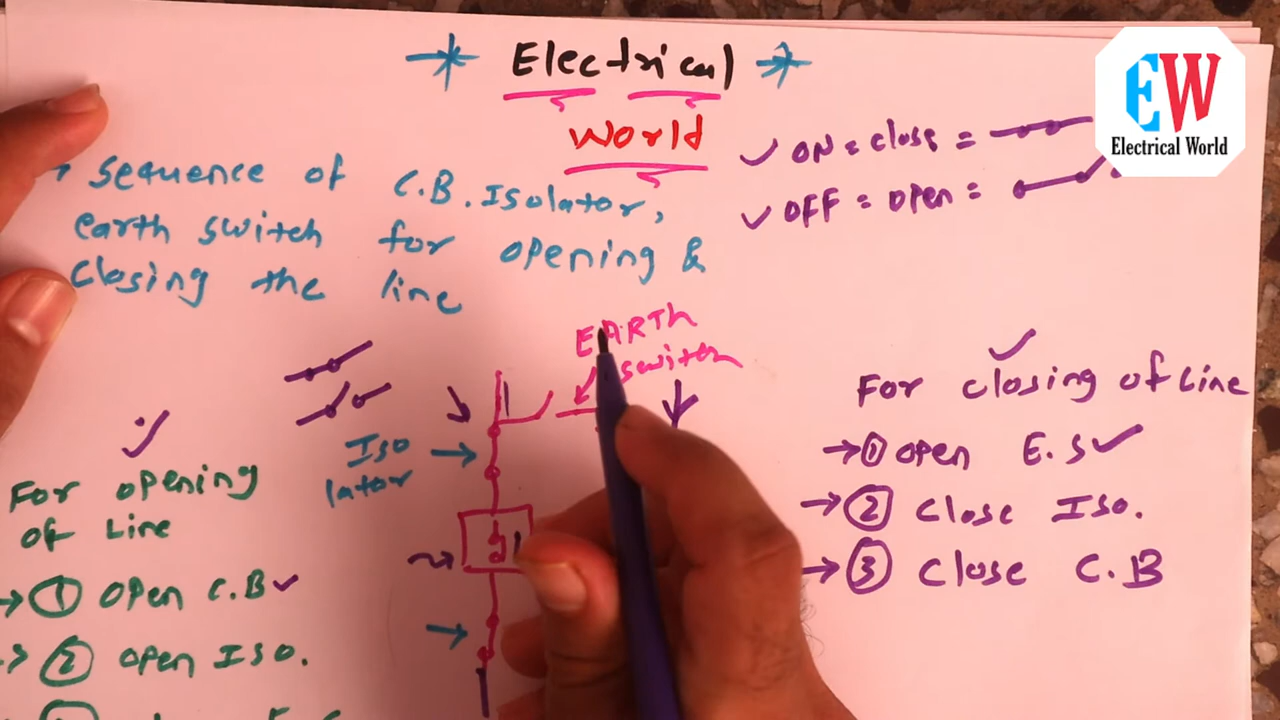 Electrical
World
EW
Electrical World
✓ ON = close =
✓ OFF = open =
→ sequence of C.B. Isolator,
earth switch for opening &
closing the line
EARTh
switch
Iso
lator
For opening
of Line
→ ① open C.B ✓
→ ② open Iso.
For closing of Line
→ ① open E.S ✓
→ ② close Iso.
→ ③ close C.B